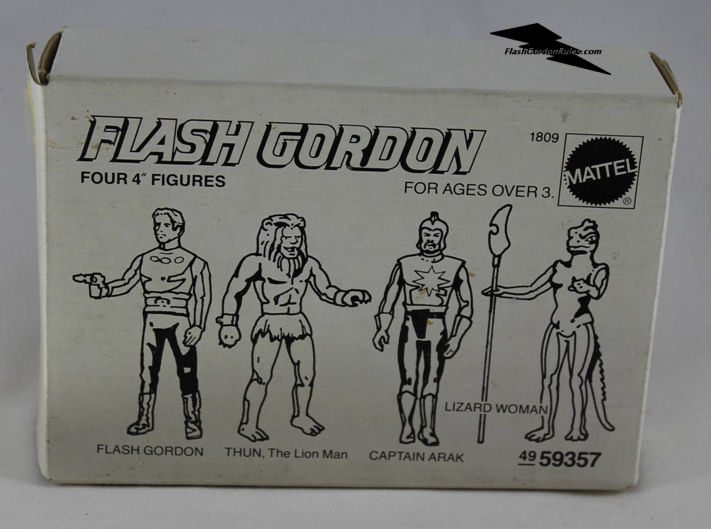 FlashGordonRules.com
FLASH GORDON
1809
MATTEL
®
FOUR 4" FIGURES
FOR AGES OVER 3.
LIZARD WOMAN
FLASH GORDON
THUN, The Lion Man
CAPTAIN ARAK
49 59357